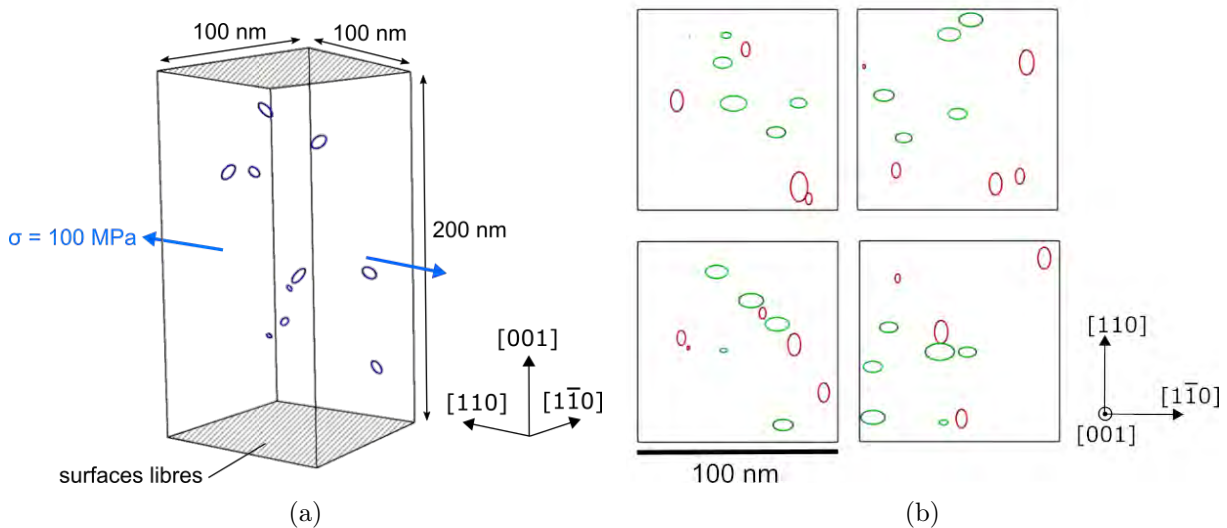 100 nm
100 nm
σ = 100 MPa
200 nm
[001]
[110]
[11̅0]
surfaces libres
(a)
[110]
[11̅0]
[001]
100 nm
(b)